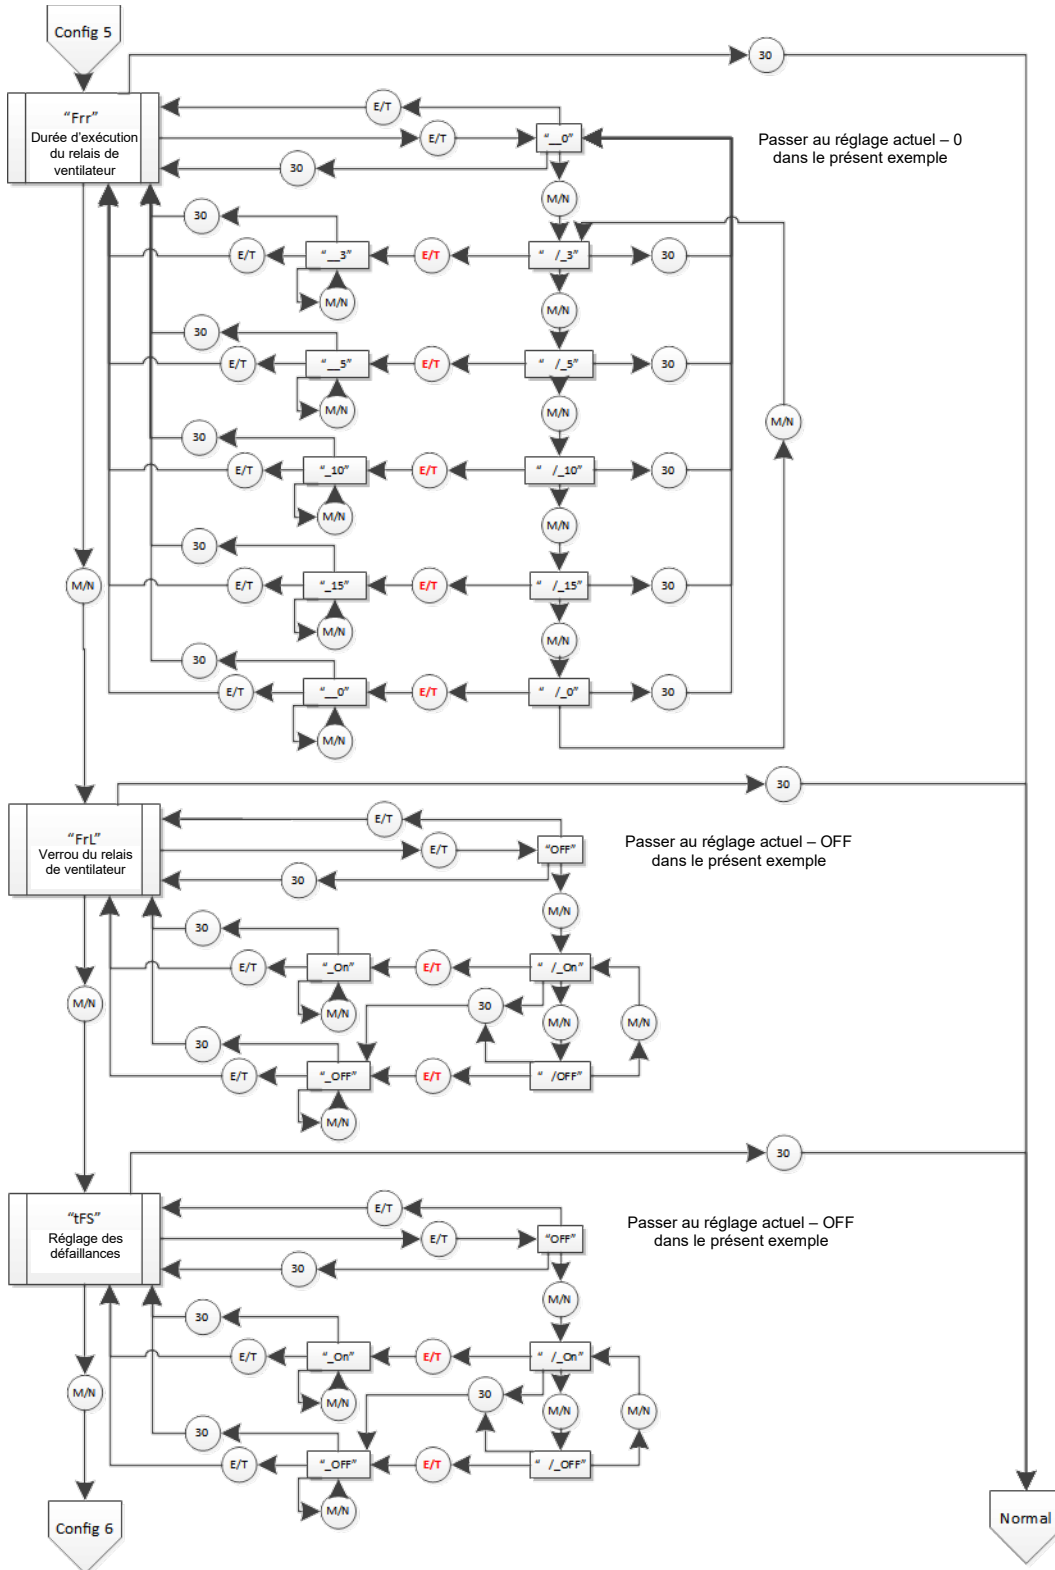 Config 5
30
"Frr"
Durée d'exécution
du relais de
ventilateur
E/T
E/T
"__0"
Passer au réglage actuel – 0
dans le présent exemple
30
M/N
30
E/T
"__3"
E/T
" /_3"
30
M/N
M/N
30
E/T
"__5"
E/T
" /_5"
30
M/N
M/N
M/N
30
E/T
"_10"
E/T
" /_10"
30
M/N
M/N
30
E/T
"_15"
E/T
" /_15"
30
M/N
M/N
M/N
30
E/T
"__0"
E/T
" /_0"
30
M/N
30
"FrL"
Verrou du relais
de ventilateur
E/T
E/T
"OFF"
Passer au réglage actuel – OFF
dans le présent exemple
30
M/N
30
E/T
"_On"
E/T
" /_On"
M/N
30
M/N
M/N
M/N
30
E/T
"_OFF"
E/T
" /OFF"
M/N
30
"tFS"
Réglage des
défaillances
E/T
E/T
"OFF"
Passer au réglage actuel – OFF
dans le présent exemple
30
M/N
30
E/T
"_On"
E/T
" /_On"
M/N
30
M/N
M/N
M/N
30
E/T
"_OFF"
E/T
" /_OFF"
M/N
Config 6
Normal